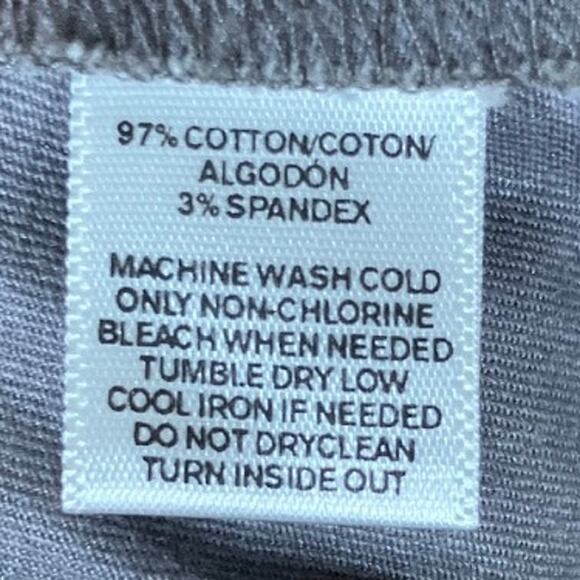 97% COTTON/COTON/
ALGODÓN
3% SPANDEX
MACHINE WASH COLD
ONLY NON-CHLORINE
BLEACH WHEN NEEDED
TUMBLE DRY LOW
COOL IRON IF NEEDED
DO NOT DRYCLEAN
TURN INSIDE OUT